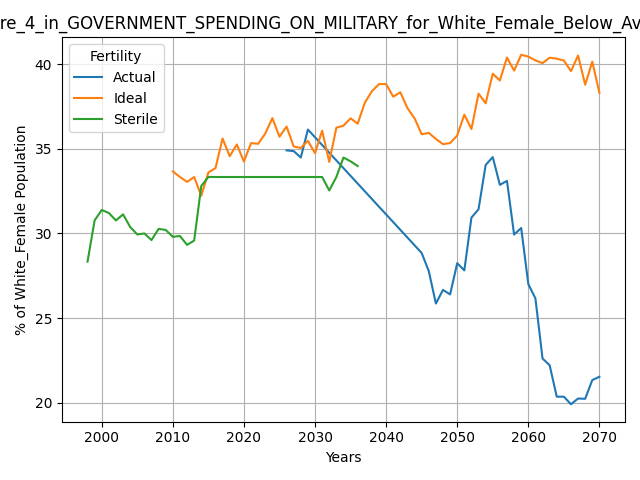 re_4_in_GOVERNMENT_SPENDING_ON_MILITARY_for_White_Female_Below_Av
Fertility
Actual
Ideal
Sterile
40
35
30
25
20
% of White_Female Population
2000 2010 2020 2030 2040 2050 2060 2070
Years